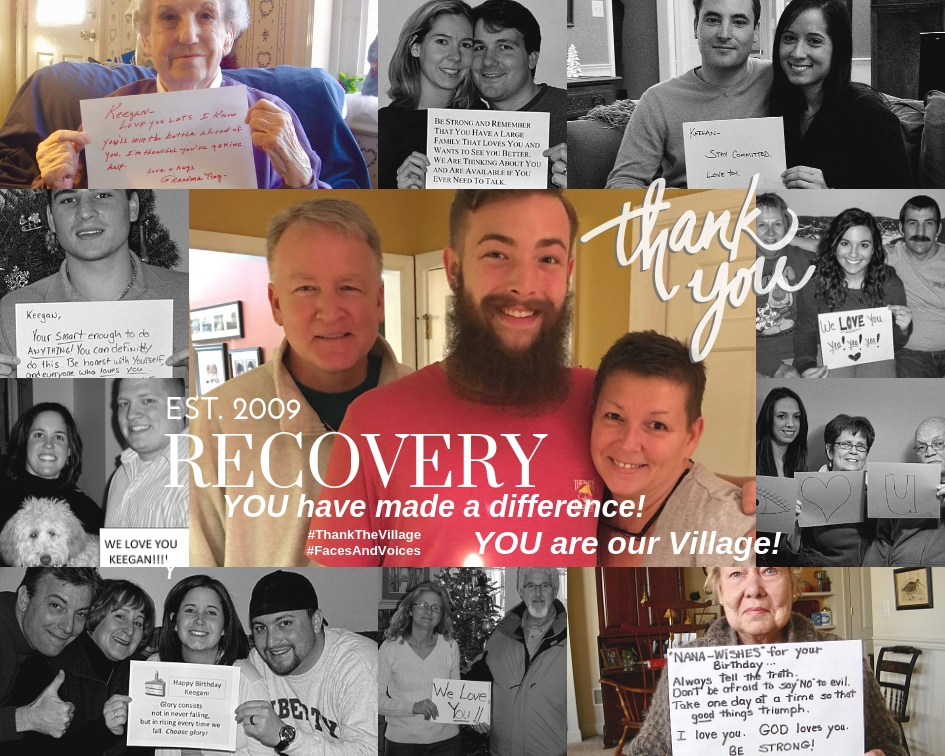 Keegan-
Love you lots. I know
you'll win the battle ahead of
you. I'm thankful you're getting
help.
Love + hugs
Grandma
BE STRONG AND REMEMBER
THAT YOU HAVE A LARGE
FAMILY THAT LOVES YOU AND
WANTS TO SEE YOU BETTER.
WE ARE THINKING ABOUT YOU
AND ARE AVAILABLE IF YOU
EVER NEED TO TALK.
KEEGAN-
STAY COMMITTED.
LOVE YOU.
thank
you
Keegan,
Your smart enough to do
ANYTHING! You can definitly
do this. Be honest with yourself,
and everyone who loves you
We LOVE You
Yea! Yea! Yea!
EST. 2009
RECOVERY
YOU have made a difference!
#ThankTheVillage
#FacesAndVoices
YOU are our Village!
U
WE LOVE YOU
KEEGAN!!!!
Y
Happy Birthday
Keegan!
Glory consists
not in never falling,
but in rising every time we
fall. Choose glory!
LIBERTY
We Love
You!!
"NANA-WISHES" for your
Birthday...
Always tell the truth.
Don't be afraid to say "NO" to evil.
Take one day at a time so that
good things triumph.
I love you. GOD loves you.
BE STRONG!